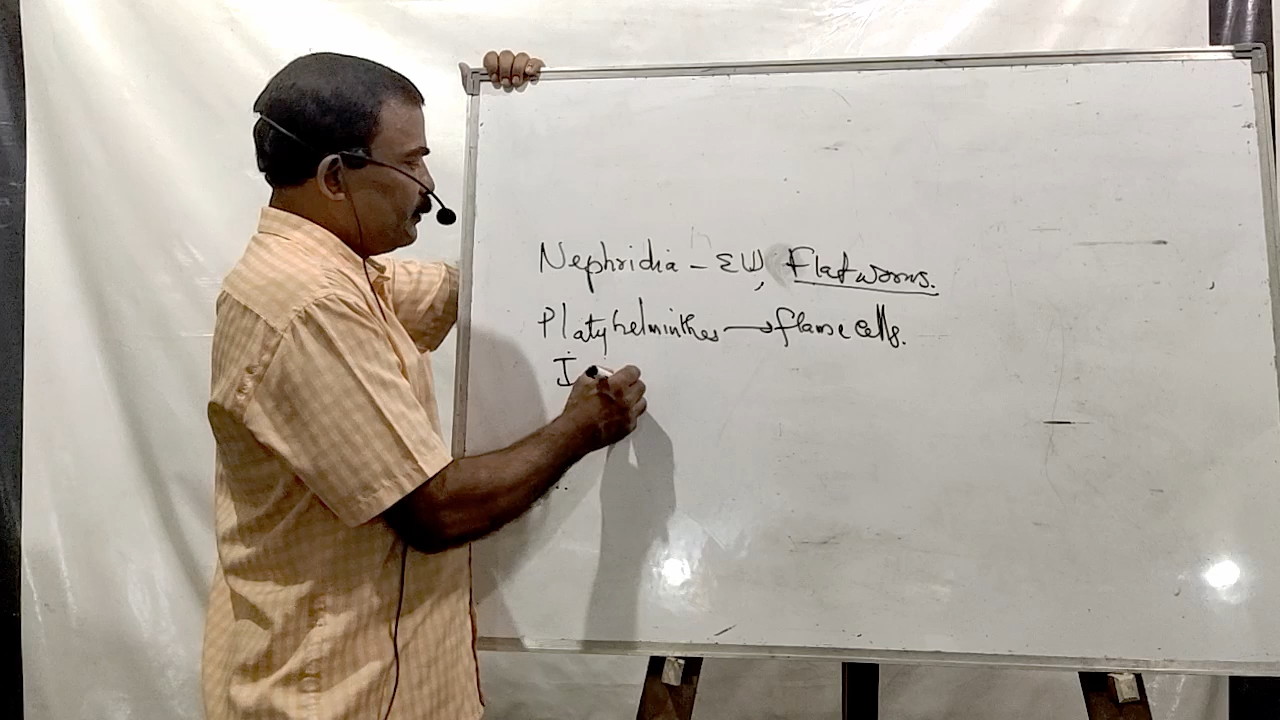 Nephridia - EW, Flatworms.
Platyhelminthes → flame cells.
I